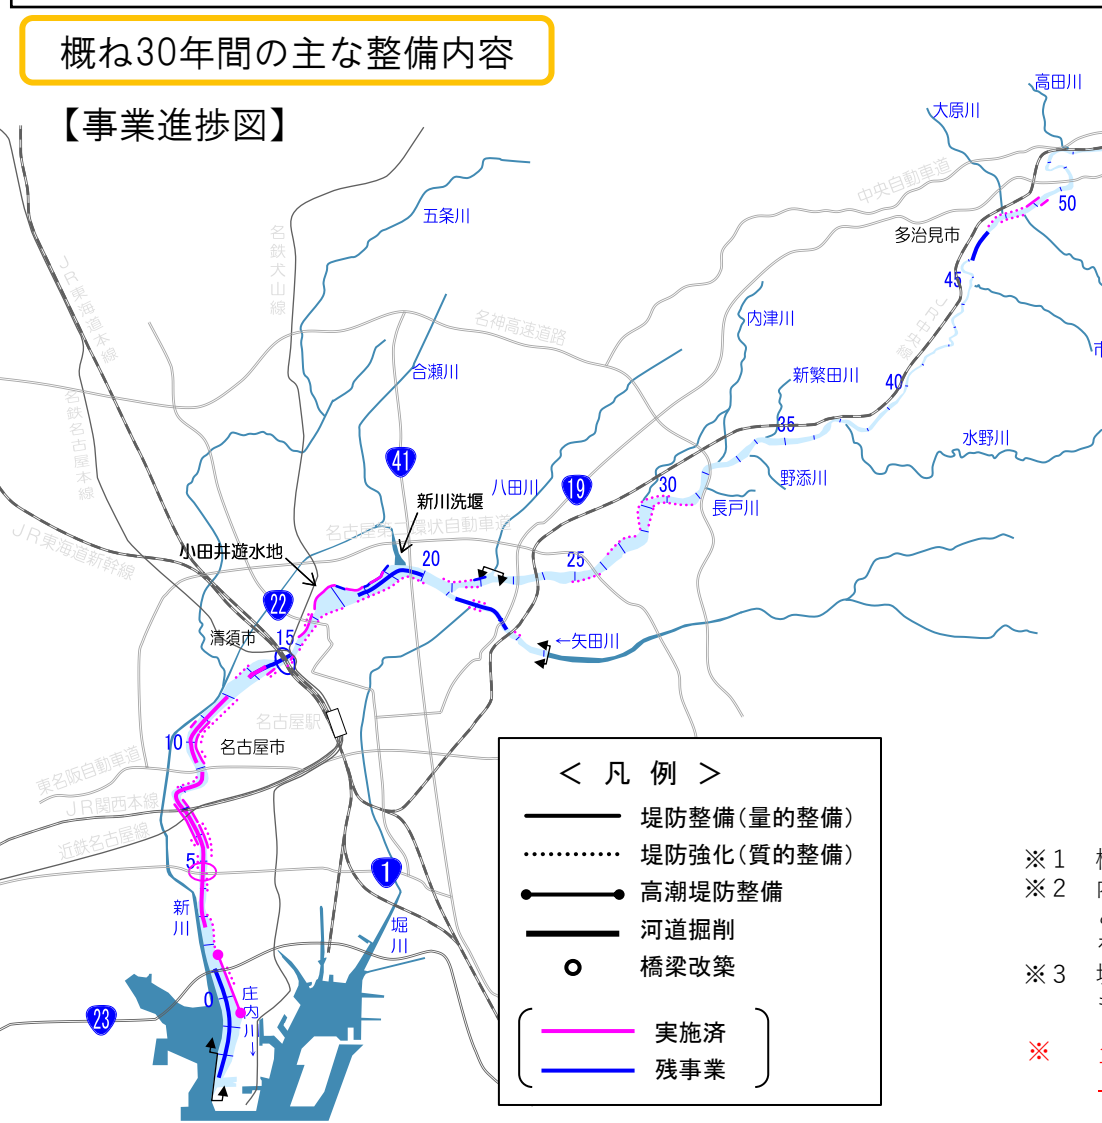 概ね30年間の主な整備内容
【事業進捗図】
高田川
大原川
中央自動車道
50
五条川
多治見市
名鉄犬山線
JR東海道本線
45
内津川
名神高速道路
JR中央線
合瀬川
新繁田川
40
名鉄名古屋本線
35
水野川
41
野添川
八田川
19
30
新川洗堰
長戸川
名古屋第二環状自動車道
JR東海道新幹線
小田井遊水地
20
25
22
清須市
15
←矢田川
名古屋駅
10
名古屋市
東名阪自動車道
JR関西本線
近鉄名古屋線
5
1
新川
堀川
0
庄内川→
23
＜ 凡 例 ＞
堤防整備(量的整備)
堤防強化(質的整備)
高潮堤防整備
河道掘削
橋梁改築
実施済
残事業
※1
※2
※3
※